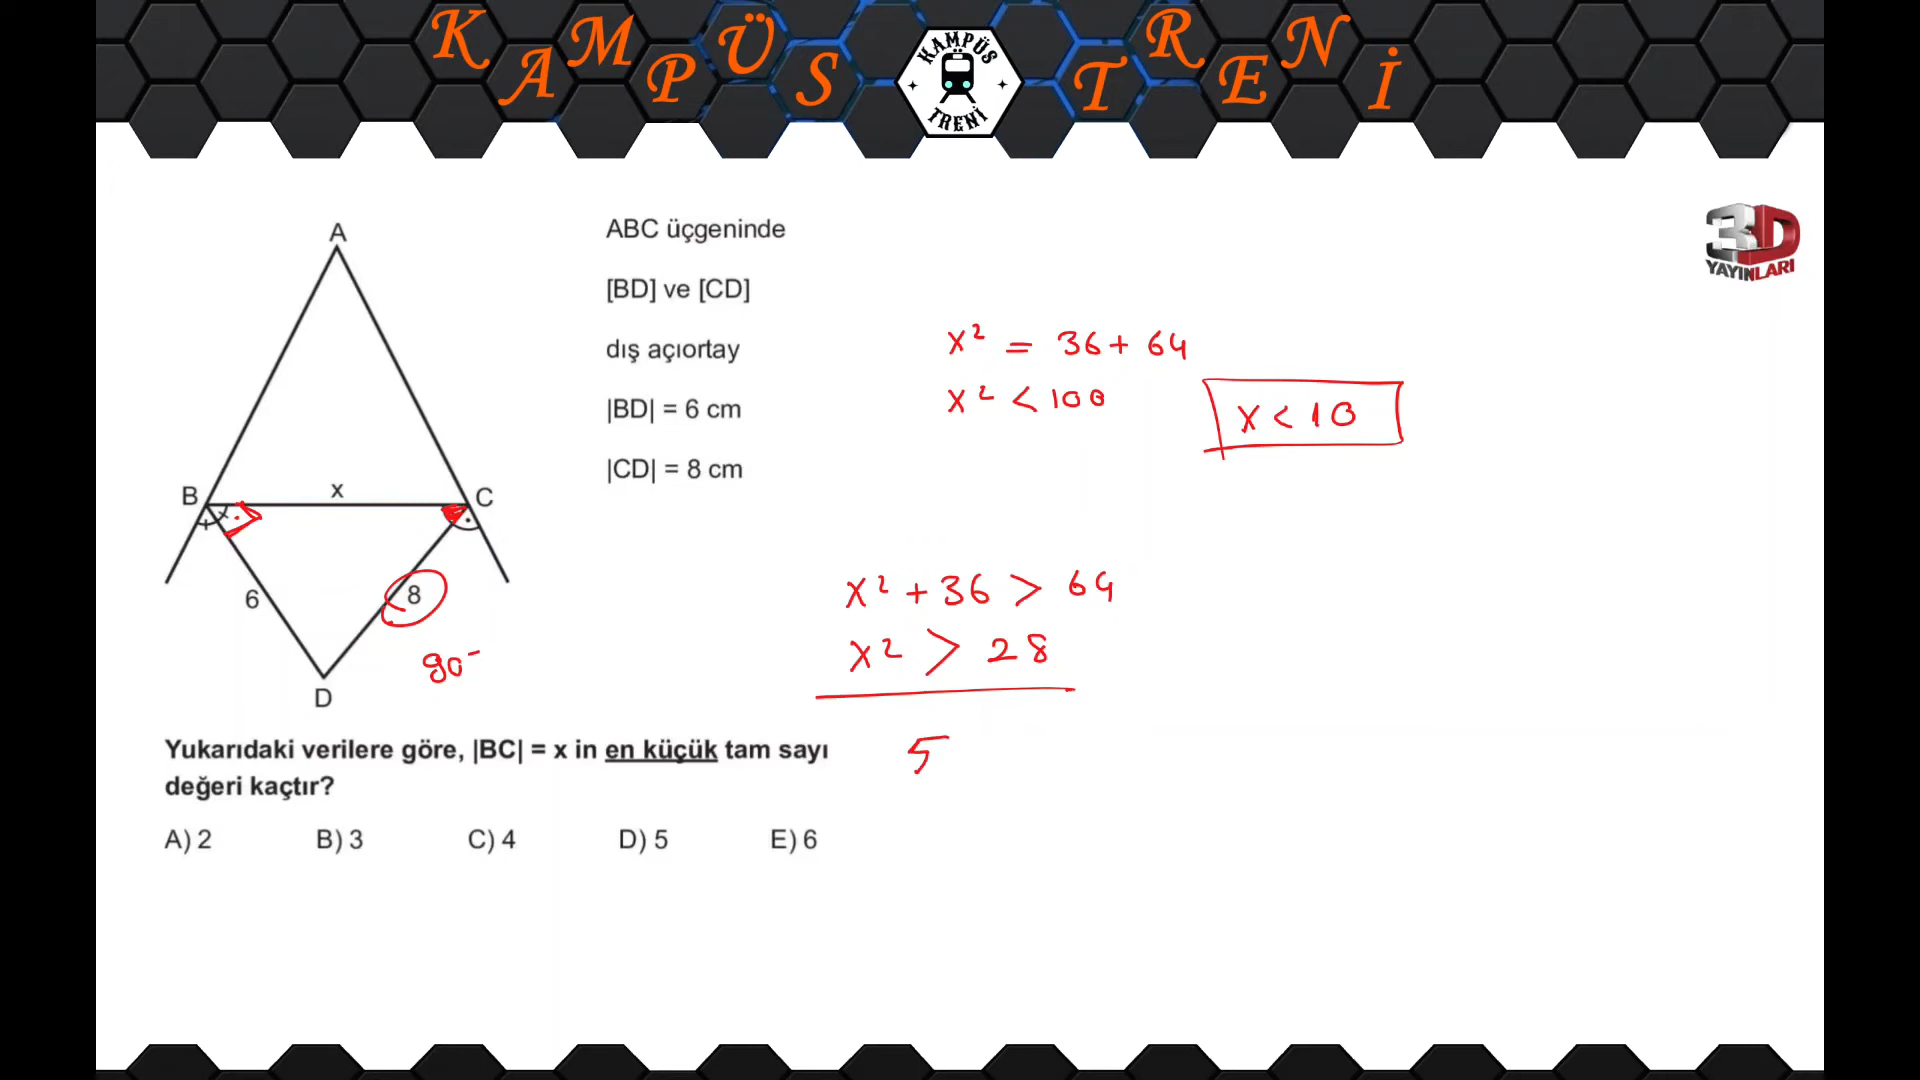 KAMPÜS
KAMPÜS
TRENİ
TRENİ
3D
YAYINLARI
A
B
x
C
6
8
90
D
ABC üçgeninde
[BD] ve [CD]
dış açıortay
|BD| = 6 cm
|CD| = 8 cm
x² = 36 + 64
x² < 100
x < 10
x² + 36 > 64
x² > 28
5
Yukarıdaki verilere göre, |BC| = x in en küçük tam sayı
değeri kaçtır?
A) 2 B) 3 C) 4 D) 5 E) 6